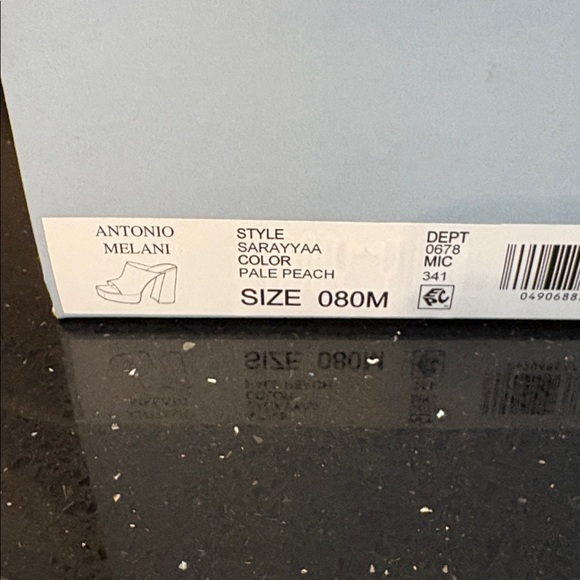 ANTONIO
MELANI
STYLE
SARAYYAA
COLOR
PALE PEACH
SIZE 080M
DEPT
0678
MIC
341